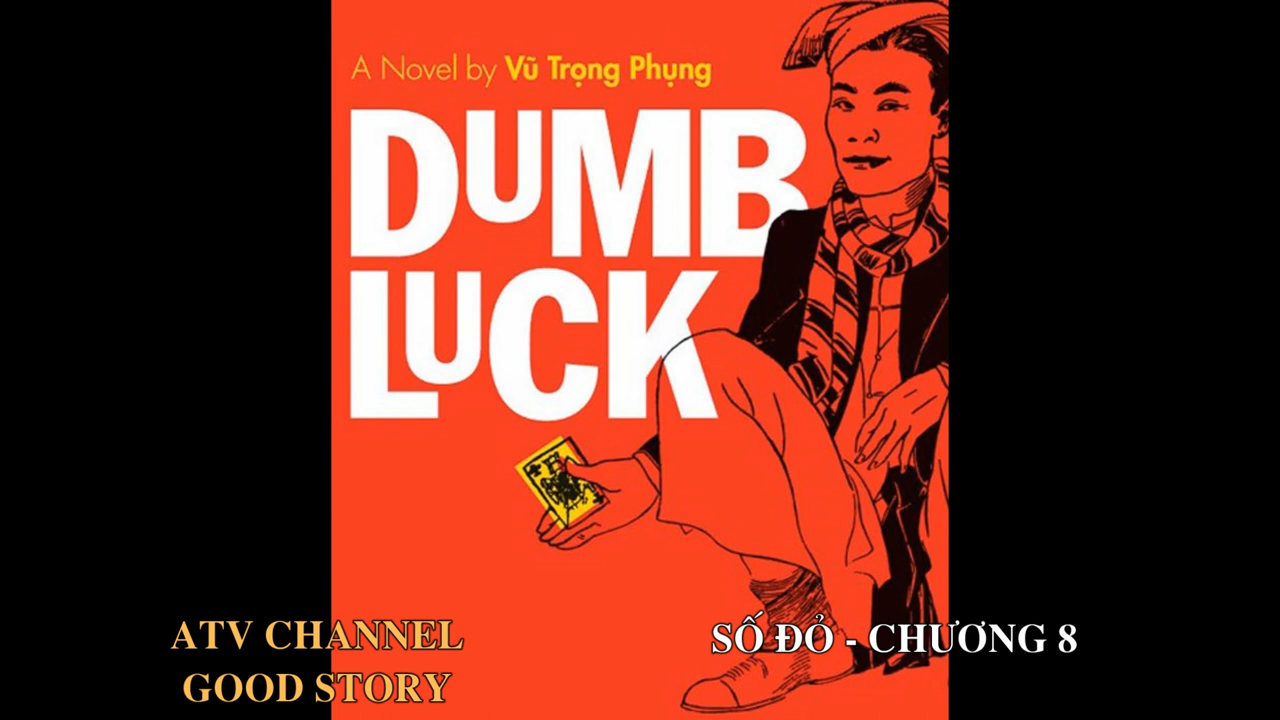 A Novel by Vũ Trọng Phụng
DUMB
LUCK
ATV CHANNEL
GOOD STORY
SỐ ĐỎ - CHƯƠNG 8